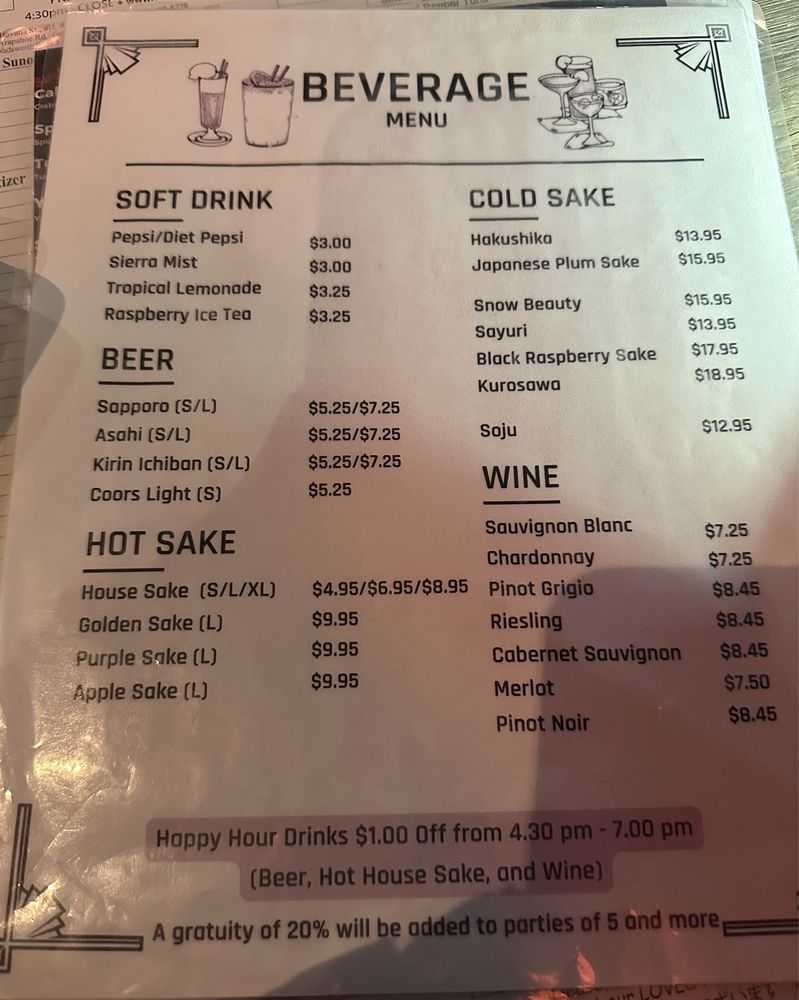 4:30p
CLOSE
Suno
izer
BEVERAGE
MENU
SOFT DRINK
Pepsi/Diet Pepsi $3.00
Sierra Mist $3.00
Tropical Lemonade $3.25
Raspberry Ice Tea $3.25
BEER
Sapporo (S/L) $5.25/$7.25
Asahi (S/L) $5.25/$7.25
Kirin Ichiban (S/L) $5.25/$7.25
Coors Light (S) $5.25
HOT SAKE
House Sake (S/L/XL) $4.95/$6.95/$8.95
Golden Sake (L) $9.95
Purple Sake (L) $9.95
Apple Sake (L) $9.95
COLD SAKE
Hakushika $13.95
Japanese Plum Sake $15.95
Snow Beauty $15.95
Sayuri $13.95
Black Raspberry Sake $17.95
Kurosawa $18.95
Soju $12.95
WINE
Sauvignon Blanc $7.25
Chardonnay $7.25
Pinot Grigio $8.45
Riesling $8.45
Cabernet Sauvignon $8.45
Merlot $7.50
Pinot Noir $8.45
Happy Hour Drinks $1.00 Off from 4.30 pm - 7.00 pm
(Beer, Hot House Sake, and Wine)
A gratuity of 20% will be added to parties of 5 and more